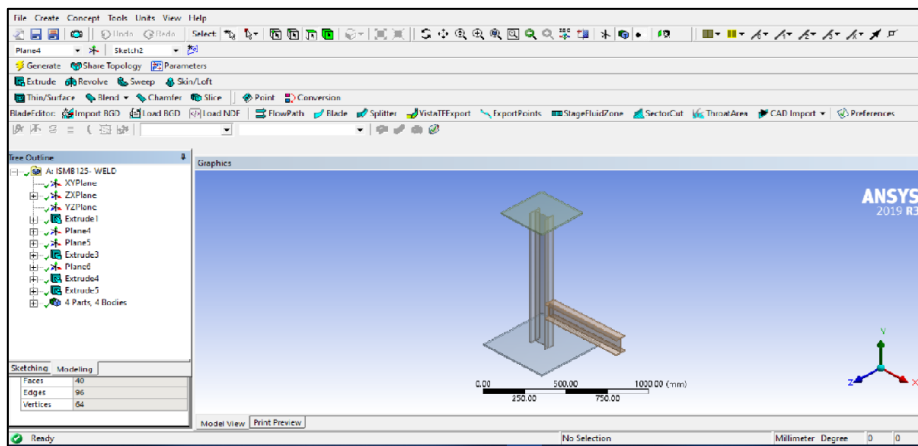 File Create Concept Tools Units View Help
Undo Redo Select:
Plane4 Sketch2
Generate Share Topology Parameters
Extrude Revolve Sweep Skin/Loft
Thin/Surface Blend Chamfer Slice Point Conversion
BladeEditor: Import BGD Load BGD Load NDF FlowPath Blade Splitter VistaTFExport ExportPoints StageFluidZone SectorCut ThroatArea CAD Import Preferences
Tree Outline
A: ISMB125- WELD
XYPlane
ZXPlane
YZPlane
Extrude1
Plane4
Plane5
Extrude3
Plane6
Extrude4
Extrude5
4 Parts, 4 Bodies
Sketching Modeling
Faces 40
Edges 96
Vertices 64
Graphics
ANSYS
2019 R3
0.00 500.00 1000.00 (mm)
250.00 750.00
Y
Z X
Model View Print Preview
Ready No Selection Millimeter Degree 0 0